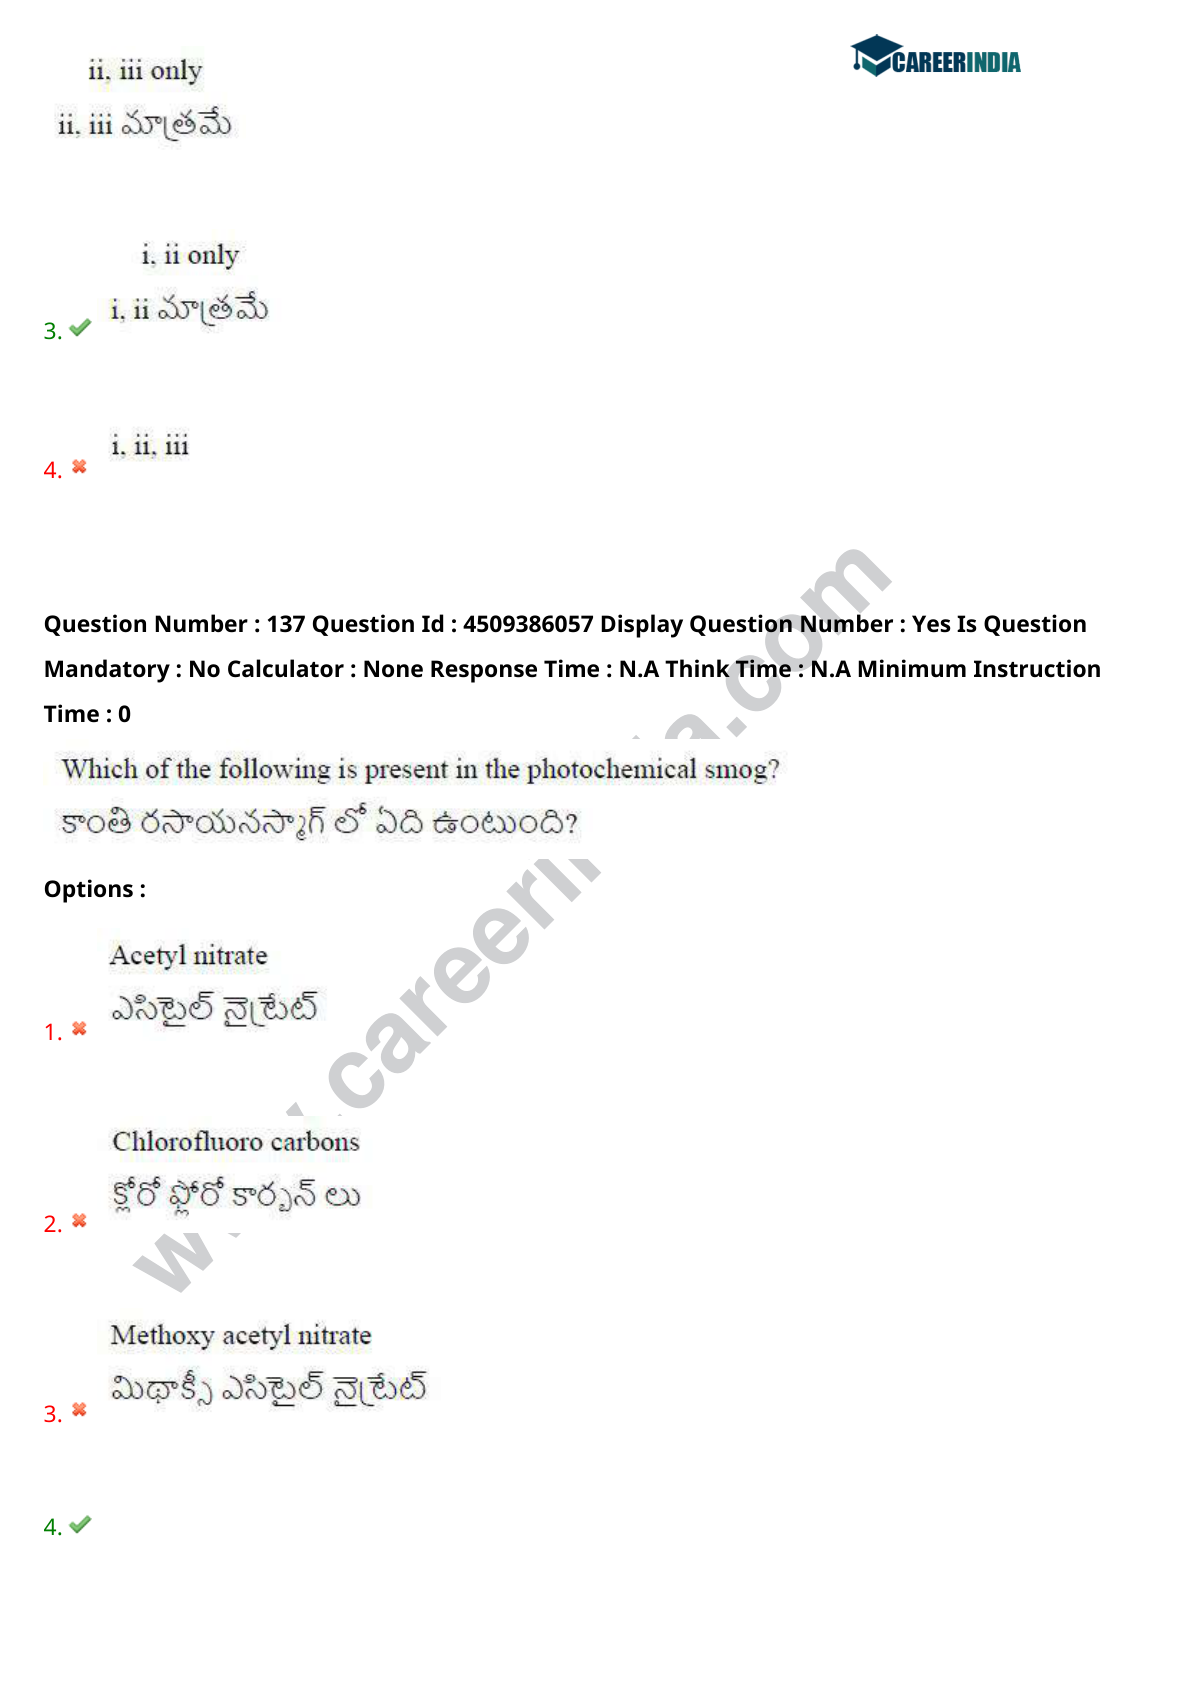 CAREERINDIA
ii, iii only
ii, iii మాత్రమే
i, ii only
i, ii మాత్రమే
3.
i, ii, iii
4.
Question Number : 137 Question Id : 4509386057 Display Question Number : Yes Is Question
Mandatory : No Calculator : None Response Time : N.A Think Time : N.A Minimum Instruction
Time : 0
Which of the following is present in the photochemical smog?
కాంతి రసాయనస్మాగ్ లో ఏది ఉంటుంది?
Options :
Acetyl nitrate
ఎసిటైల్ నైట్రేట్
1.
Chlorofluoro carbons
క్లోరో ఫ్లోరో కార్బన్ లు
2.
Methoxy acetyl nitrate
మిథాక్సీ ఎసిటైల్ నైట్రేట్
3.
4.